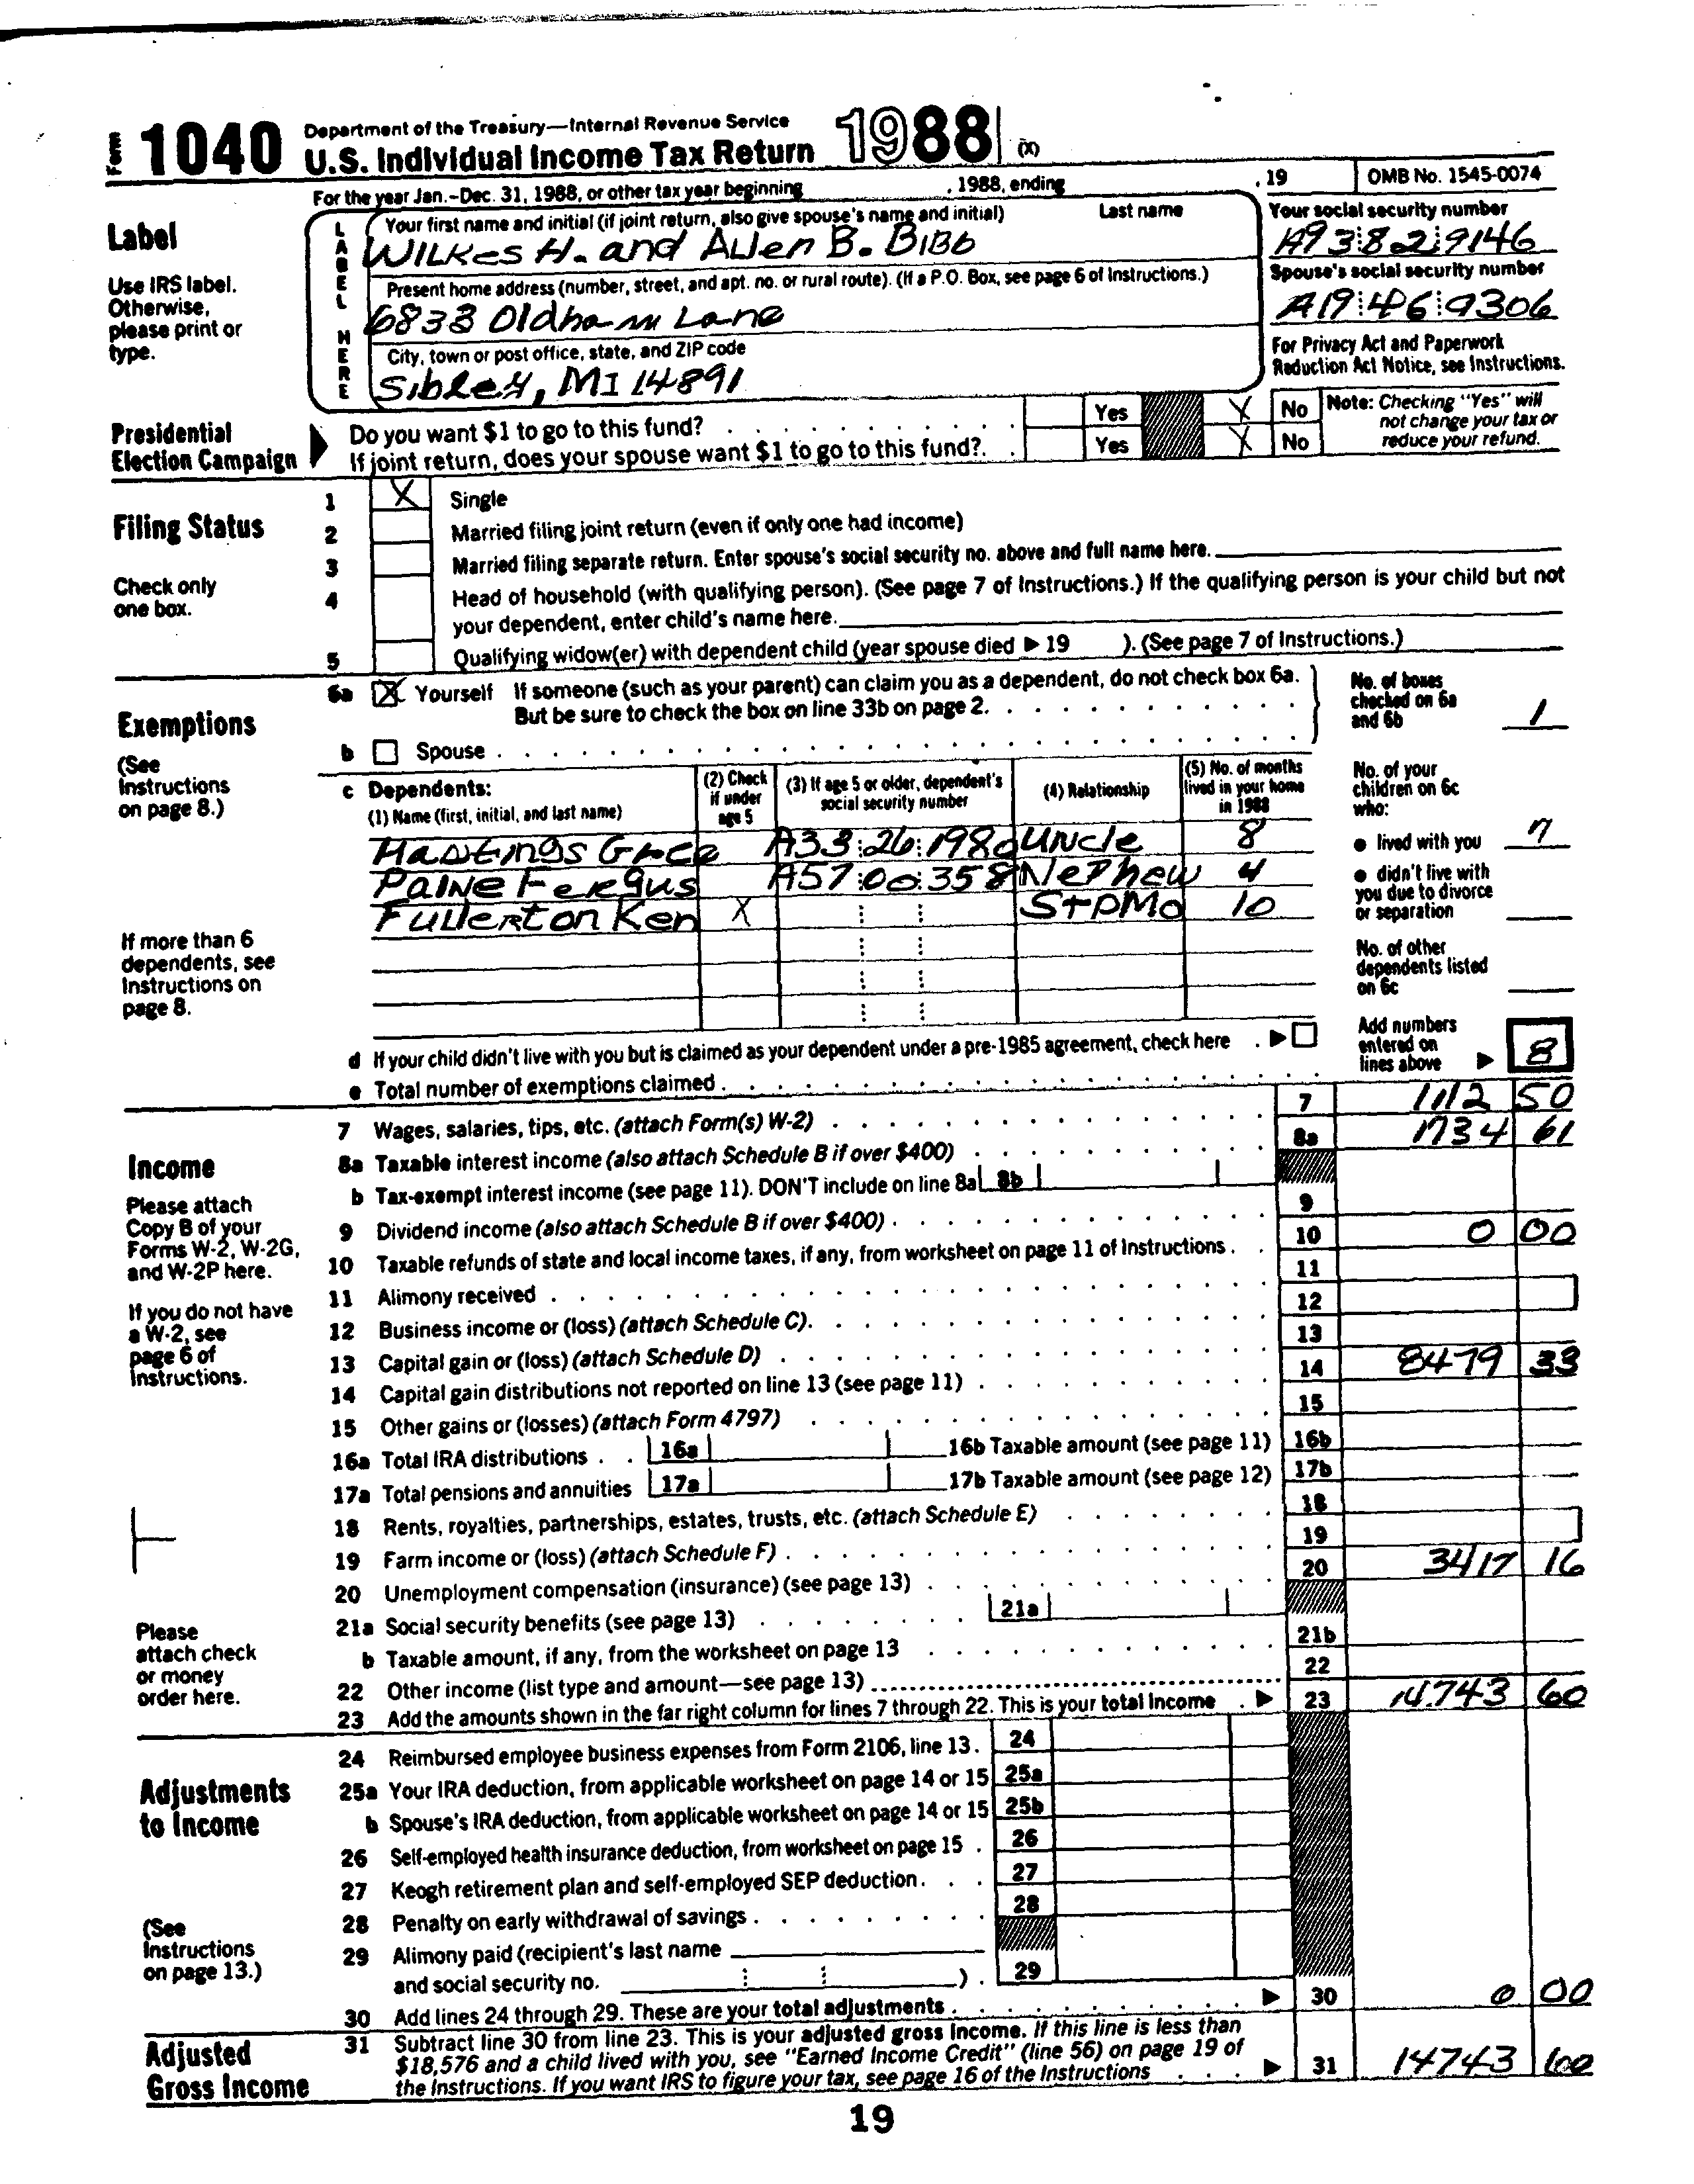 Form 1040 Department of the Treasury—Internal Revenue Service
U.S. Individual Income Tax Return 1988 (X)
For the year Jan.–Dec. 31, 1988, or other tax year beginning , 1988, ending , 19 OMB No. 1545-0074
Label
Use IRS label.
Otherwise,
please print or
type.
LABEL HERE
Your first name and initial (if joint return, also give spouse's name and initial) Last name
WILKes H. and Allen B. BiBb
Your social security number
A93 82 9146
Present home address (number, street, and apt. no. or rural route). (If a P.O. Box, see page 6 of Instructions.)
6838 Oldham Lane
Spouse's social security number
A19 46 9306
City, town or post office, state, and ZIP code
Sibley, MI 14891
For Privacy Act and Paperwork
Reduction Act Notice, see Instructions.
Presidential
Election Campaign
Do you want $1 to go to this fund? Yes X No
If joint return, does your spouse want $1 to go to this fund? Yes X No
Note: Checking "Yes" will
not change your tax or
reduce your refund.
Filing Status
Check only
one box.
1 X Single
2 Married filing joint return (even if only one had income)
3 Married filing separate return. Enter spouse's social security no. above and full name here.
4 Head of household (with qualifying person). (See page 7 of Instructions.) If the qualifying person is your child but not
your dependent, enter child's name here.
5 Qualifying widow(er) with dependent child (year spouse died ▶ 19 ). (See page 7 of Instructions.)
Exemptions
(See
Instructions
on page 8.)
6a X Yourself If someone (such as your parent) can claim you as a dependent, do not check box 6a.
But be sure to check the box on line 33b on page 2.
b Spouse
No. of boxes
checked on 6a
and 6b 1
c Dependents:
(1) Name (first, initial, and last name)
(2) Check
if under
age 5
(3) If age 5 or older, dependent's
social security number
(4) Relationship
(5) No. of months
lived in your home
in 1988
Hastings Grce A33 26 1980 Uncle 8
Paine Fergus A57 00 358 Nephew 4
Fullerton Ken X StpMo 10
If more than 6
dependents, see
Instructions on
page 8.
No. of your
children on 6c
who:
● lived with you 7
● didn't live with
you due to divorce
or separation
No. of other
dependents listed
on 6c
d If your child didn't live with you but is claimed as your dependent under a pre-1985 agreement, check here ▶
e Total number of exemptions claimed
Add numbers
entered on
lines above ▶ 8
Income
Please attach
Copy B of your
Forms W-2, W-2G,
and W-2P here.
If you do not have
a W-2, see
page 6 of
Instructions.
Please
attach check
or money
order here.
7 Wages, salaries, tips, etc. (attach Form(s) W-2) 7 1112 50
8a Taxable interest income (also attach Schedule B if over $400) 8a 1734 61
b Tax-exempt interest income (see page 11). DON'T include on line 8a 8b
9 Dividend income (also attach Schedule B if over $400) 9
10 Taxable refunds of state and local income taxes, if any, from worksheet on page 11 of Instructions 10 0 00
11 Alimony received 11
12 Business income or (loss) (attach Schedule C) 12
13 Capital gain or (loss) (attach Schedule D) 13
14 Capital gain distributions not reported on line 13 (see page 11) 14 8479 33
15 Other gains or (losses) (attach Form 4797) 15
16a Total IRA distributions 16a 16b Taxable amount (see page 11) 16b
17a Total pensions and annuities 17a 17b Taxable amount (see page 12) 17b
18 Rents, royalties, partnerships, estates, trusts, etc. (attach Schedule E) 18
19 Farm income or (loss) (attach Schedule F) 19
20 Unemployment compensation (insurance) (see page 13) 20 3417 16
21a Social security benefits (see page 13) 21a
b Taxable amount, if any, from the worksheet on page 13 21b
22 Other income (list type and amount—see page 13) 22
23 Add the amounts shown in the far right column for lines 7 through 22. This is your total income ▶ 23 14743 60
Adjustments
to Income
(See
Instructions
on page 13.)
24 Reimbursed employee business expenses from Form 2106, line 13. 24
25a Your IRA deduction, from applicable worksheet on page 14 or 15 25a
b Spouse's IRA deduction, from applicable worksheet on page 14 or 15 25b
26 Self-employed health insurance deduction, from worksheet on page 15 26
27 Keogh retirement plan and self-employed SEP deduction 27
28 Penalty on early withdrawal of savings 28
29 Alimony paid (recipient's last name
and social security no. ) 29
30 Add lines 24 through 29. These are your total adjustments ▶ 30 0 00
Adjusted
Gross Income
31 Subtract line 30 from line 23. This is your adjusted gross income. If this line is less than
$18,576 and a child lived with you, see "Earned Income Credit" (line 56) on page 19 of
the Instructions. If you want IRS to figure your tax, see page 16 of the Instructions ▶ 31 14743 60
19